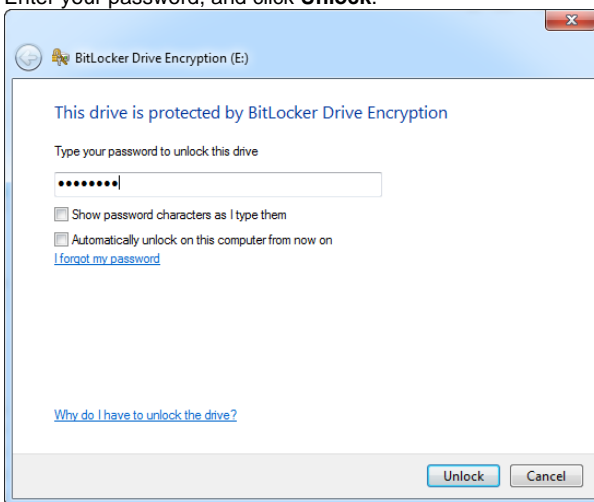 Enter your password, and click Unlock.
BitLocker Drive Encryption (E:)
This drive is protected by BitLocker Drive Encryption
Type your password to unlock this drive
••••••••
Show password characters as I type them
Automatically unlock on this computer from now on
I forgot my password
Why do I have to unlock the drive?
Unlock Cancel